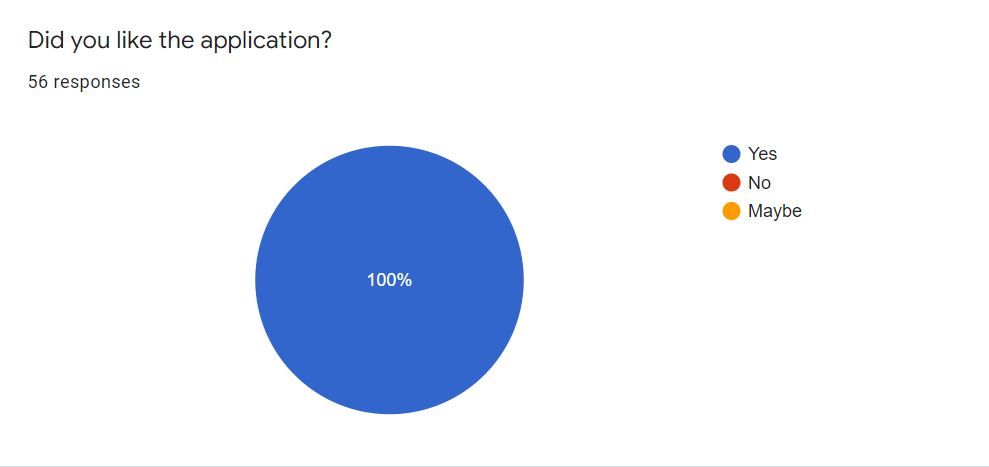 Did you like the application?
56 responses
100%
Yes
No
Maybe